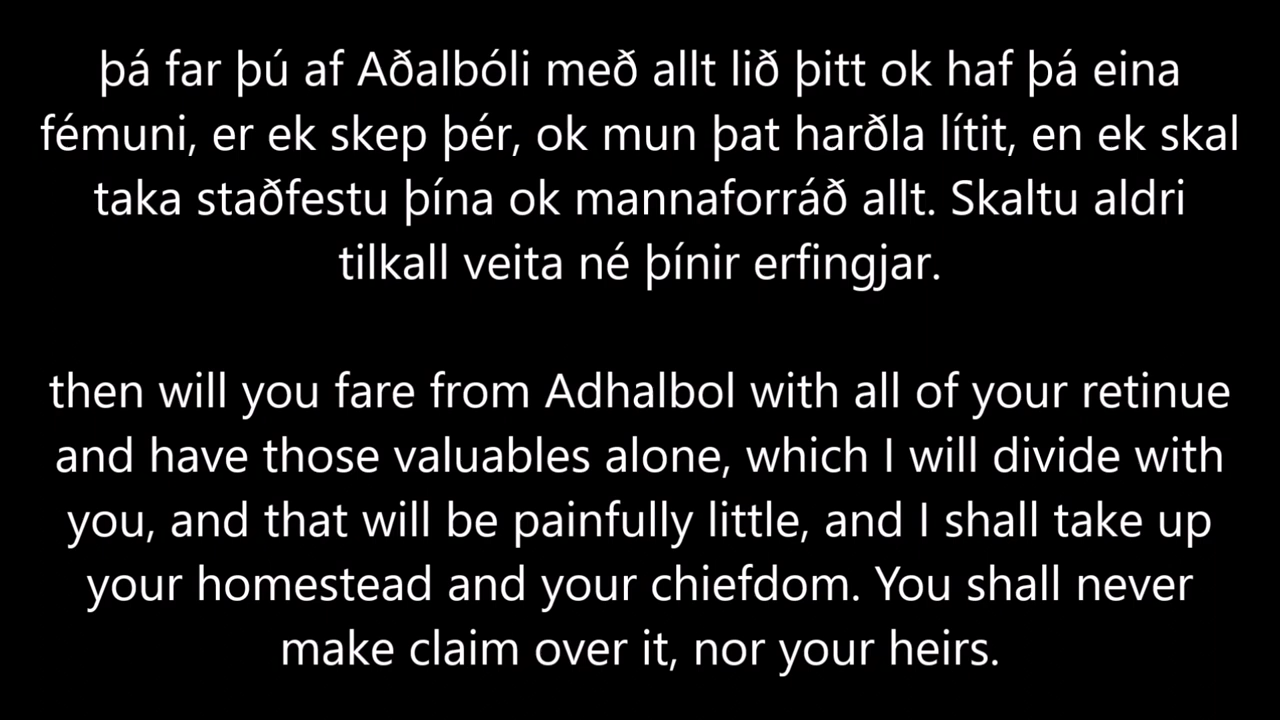 þá far þú af Aðalbóli með allt lið þitt ok haf þá eina
fémuni, er ek skep þér, ok mun þat harðla lítit, en ek skal
taka staðfestu þína ok mannaforráð allt. Skaltu aldri
tilkall veita né þínir erfingjar.
then will you fare from Adhalbol with all of your retinue
and have those valuables alone, which I will divide with
you, and that will be painfully little, and I shall take up
your homestead and your chiefdom. You shall never
make claim over it, nor your heirs.